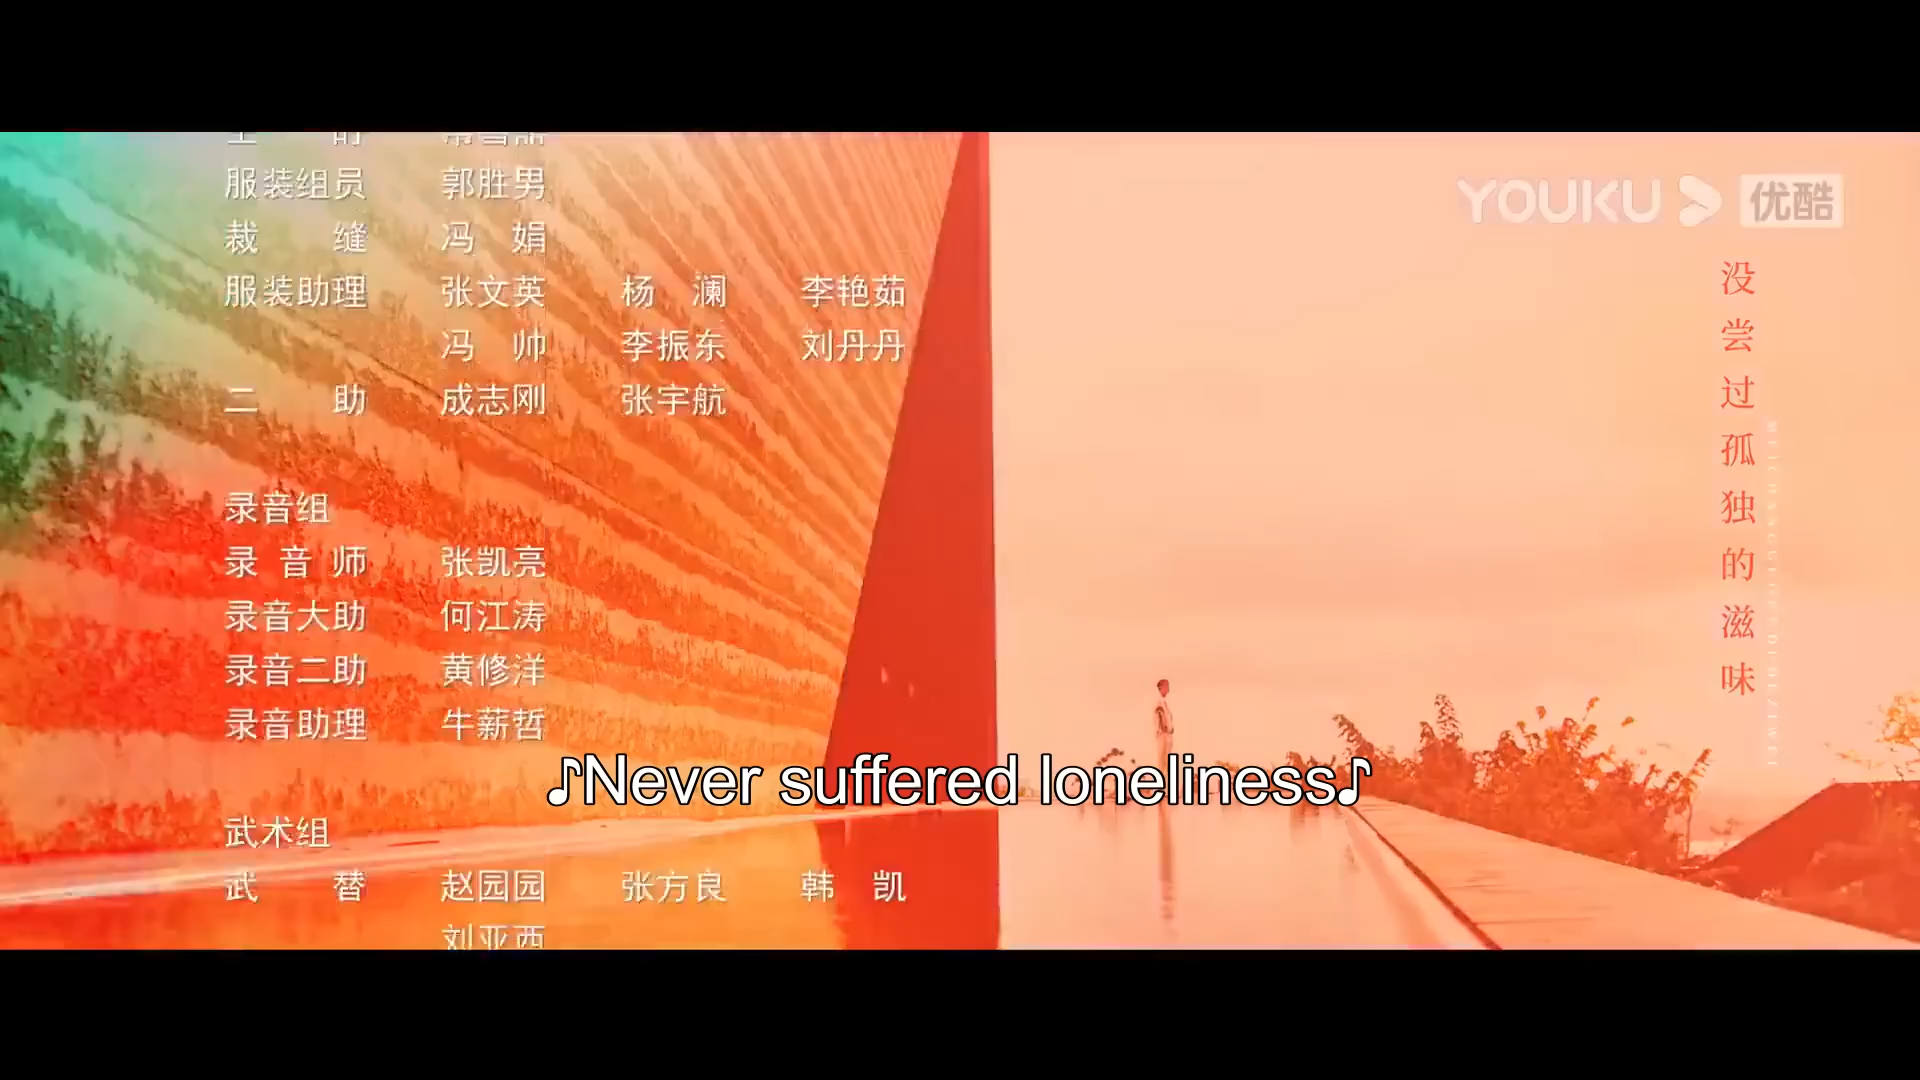 服装组员 郭胜男
裁缝 冯娟
服装助理 张文英 杨澜 李艳茹
冯帅 李振东 刘丹丹
二助 成志刚 张宇航
录音组
录音师 张凯亮
录音大助 何江涛
录音二助 黄修洋
录音助理 牛薪哲
武术组
武替 赵园园 张方良 韩凯
刘亚西
YOUKU 优酷
没尝过孤独的滋味
♪Never suffered loneliness♪